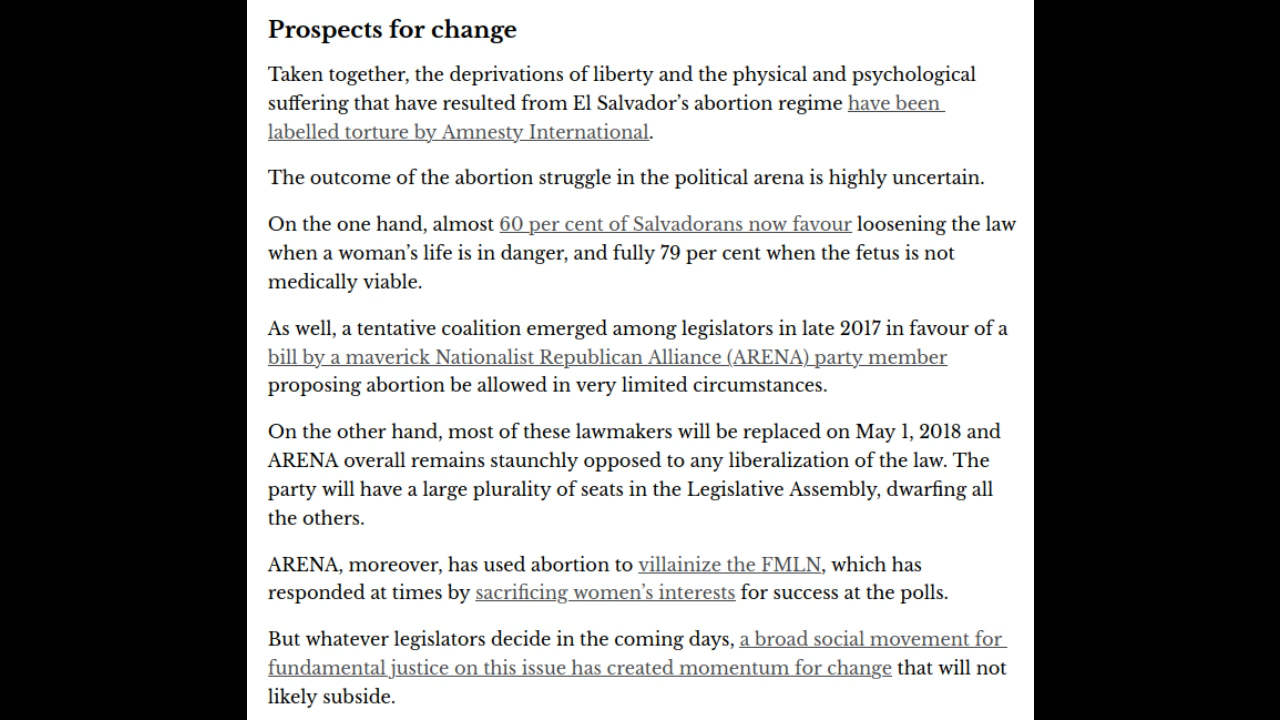 Prospects for change
Taken together, the deprivations of liberty and the physical and psychological
suffering that have resulted from El Salvador’s abortion regime have been
labelled torture by Amnesty International.
The outcome of the abortion struggle in the political arena is highly uncertain.
On the one hand, almost 60 per cent of Salvadorans now favour loosening the law
when a woman’s life is in danger, and fully 79 per cent when the fetus is not
medically viable.
As well, a tentative coalition emerged among legislators in late 2017 in favour of a
bill by a maverick Nationalist Republican Alliance (ARENA) party member
proposing abortion be allowed in very limited circumstances.
On the other hand, most of these lawmakers will be replaced on May 1, 2018 and
ARENA overall remains staunchly opposed to any liberalization of the law. The
party will have a large plurality of seats in the Legislative Assembly, dwarfing all
the others.
ARENA, moreover, has used abortion to villainize the FMLN, which has
responded at times by sacrificing women’s interests for success at the polls.
But whatever legislators decide in the coming days, a broad social movement for
fundamental justice on this issue has created momentum for change that will not
likely subside.